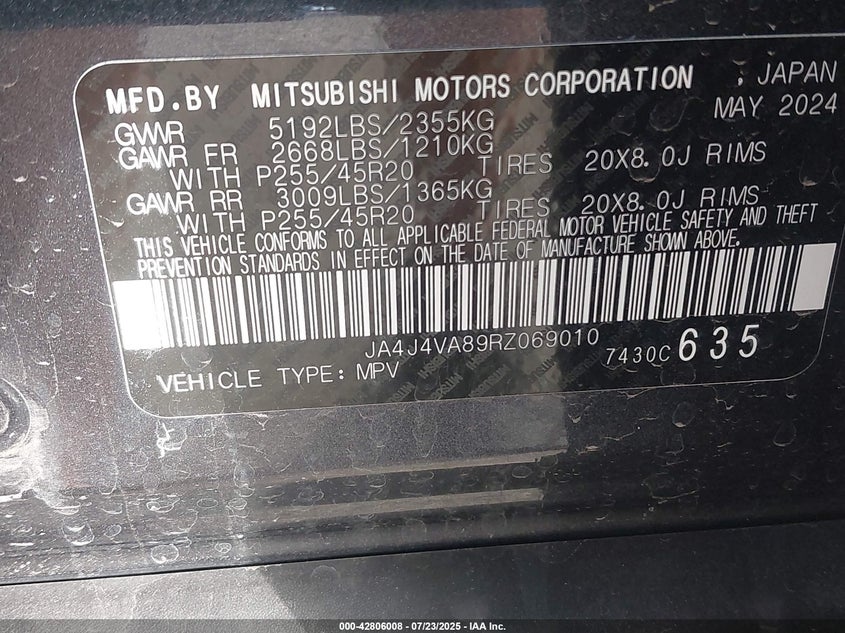 MFD.BY MITSUBISHI MOTORS CORPORATION , JAPAN
MAY 2024
GVWR 5192LBS/2355KG
GAWR FR 2668LBS/1210KG
WITH P255/45R20 TIRES 20X8.0J RIMS
GAWR RR 3009LBS/1365KG
WITH P255/45R20 TIRES 20X8.0J RIMS
THIS VEHICLE CONFORMS TO ALL APPLICABLE FEDERAL MOTOR VEHICLE SAFETY AND THEFT
PREVENTION STANDARDS IN EFFECT ON THE DATE OF MANUFACTURE SHOWN ABOVE.
JA4J4VA89RZ069010
7430C 635
VEHICLE TYPE: MPV
000-42806008 - 07/23/2025 - IAA Inc.